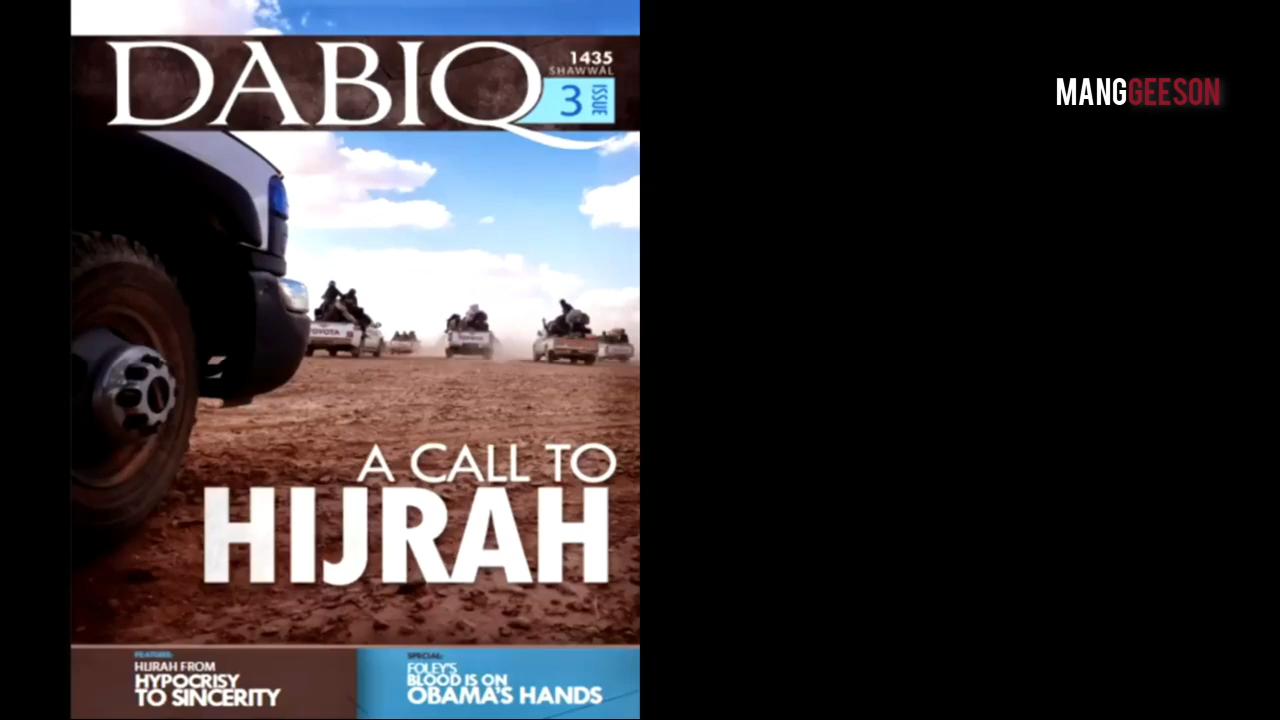 DABIQ
1435
SHAWWAL
3 ISSUE
MANGGEESON
TOYOTA
A CALL TO
HIJRAH
FEATURE:
HIJRAH FROM
HYPOCRISY
TO SINCERITY
SPECIAL:
FOLEY'S
BLOOD IS ON
OBAMA'S HANDS